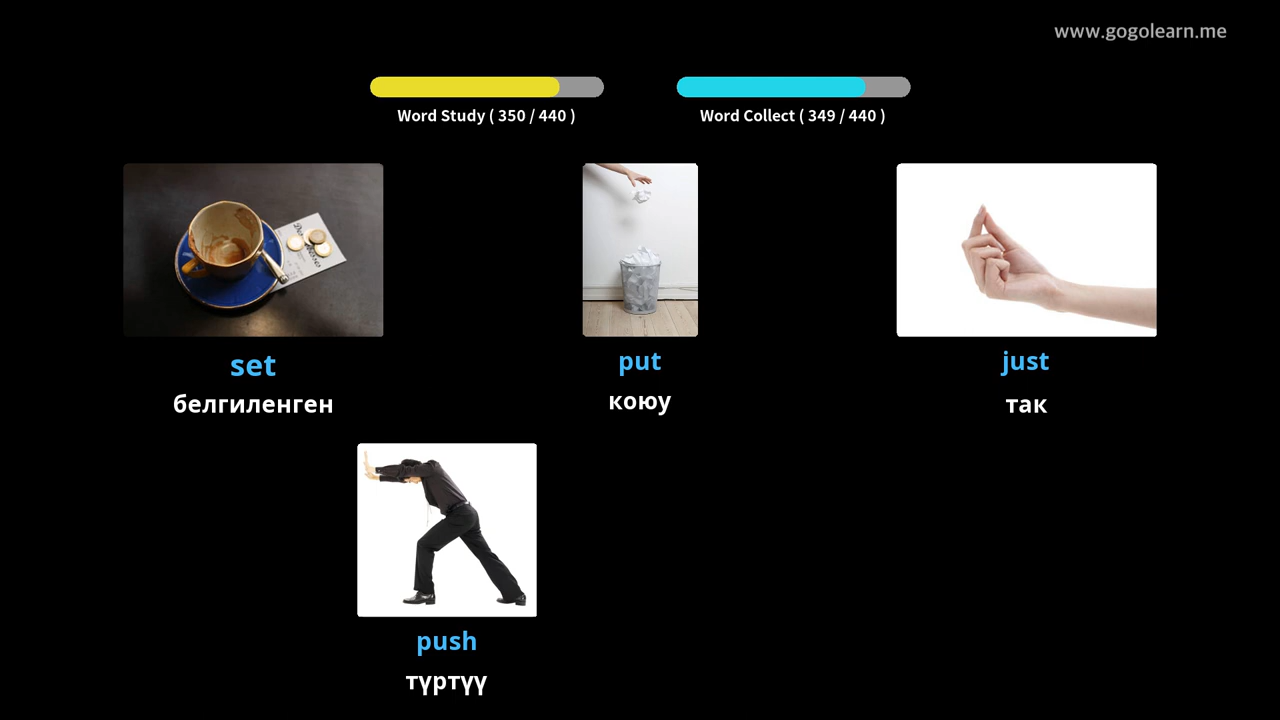 www.gogolearn.me
Word Study ( 350 / 440 )
Word Collect ( 349 / 440 )
set
белгиленген
put
коюу
just
так
push
түртүү